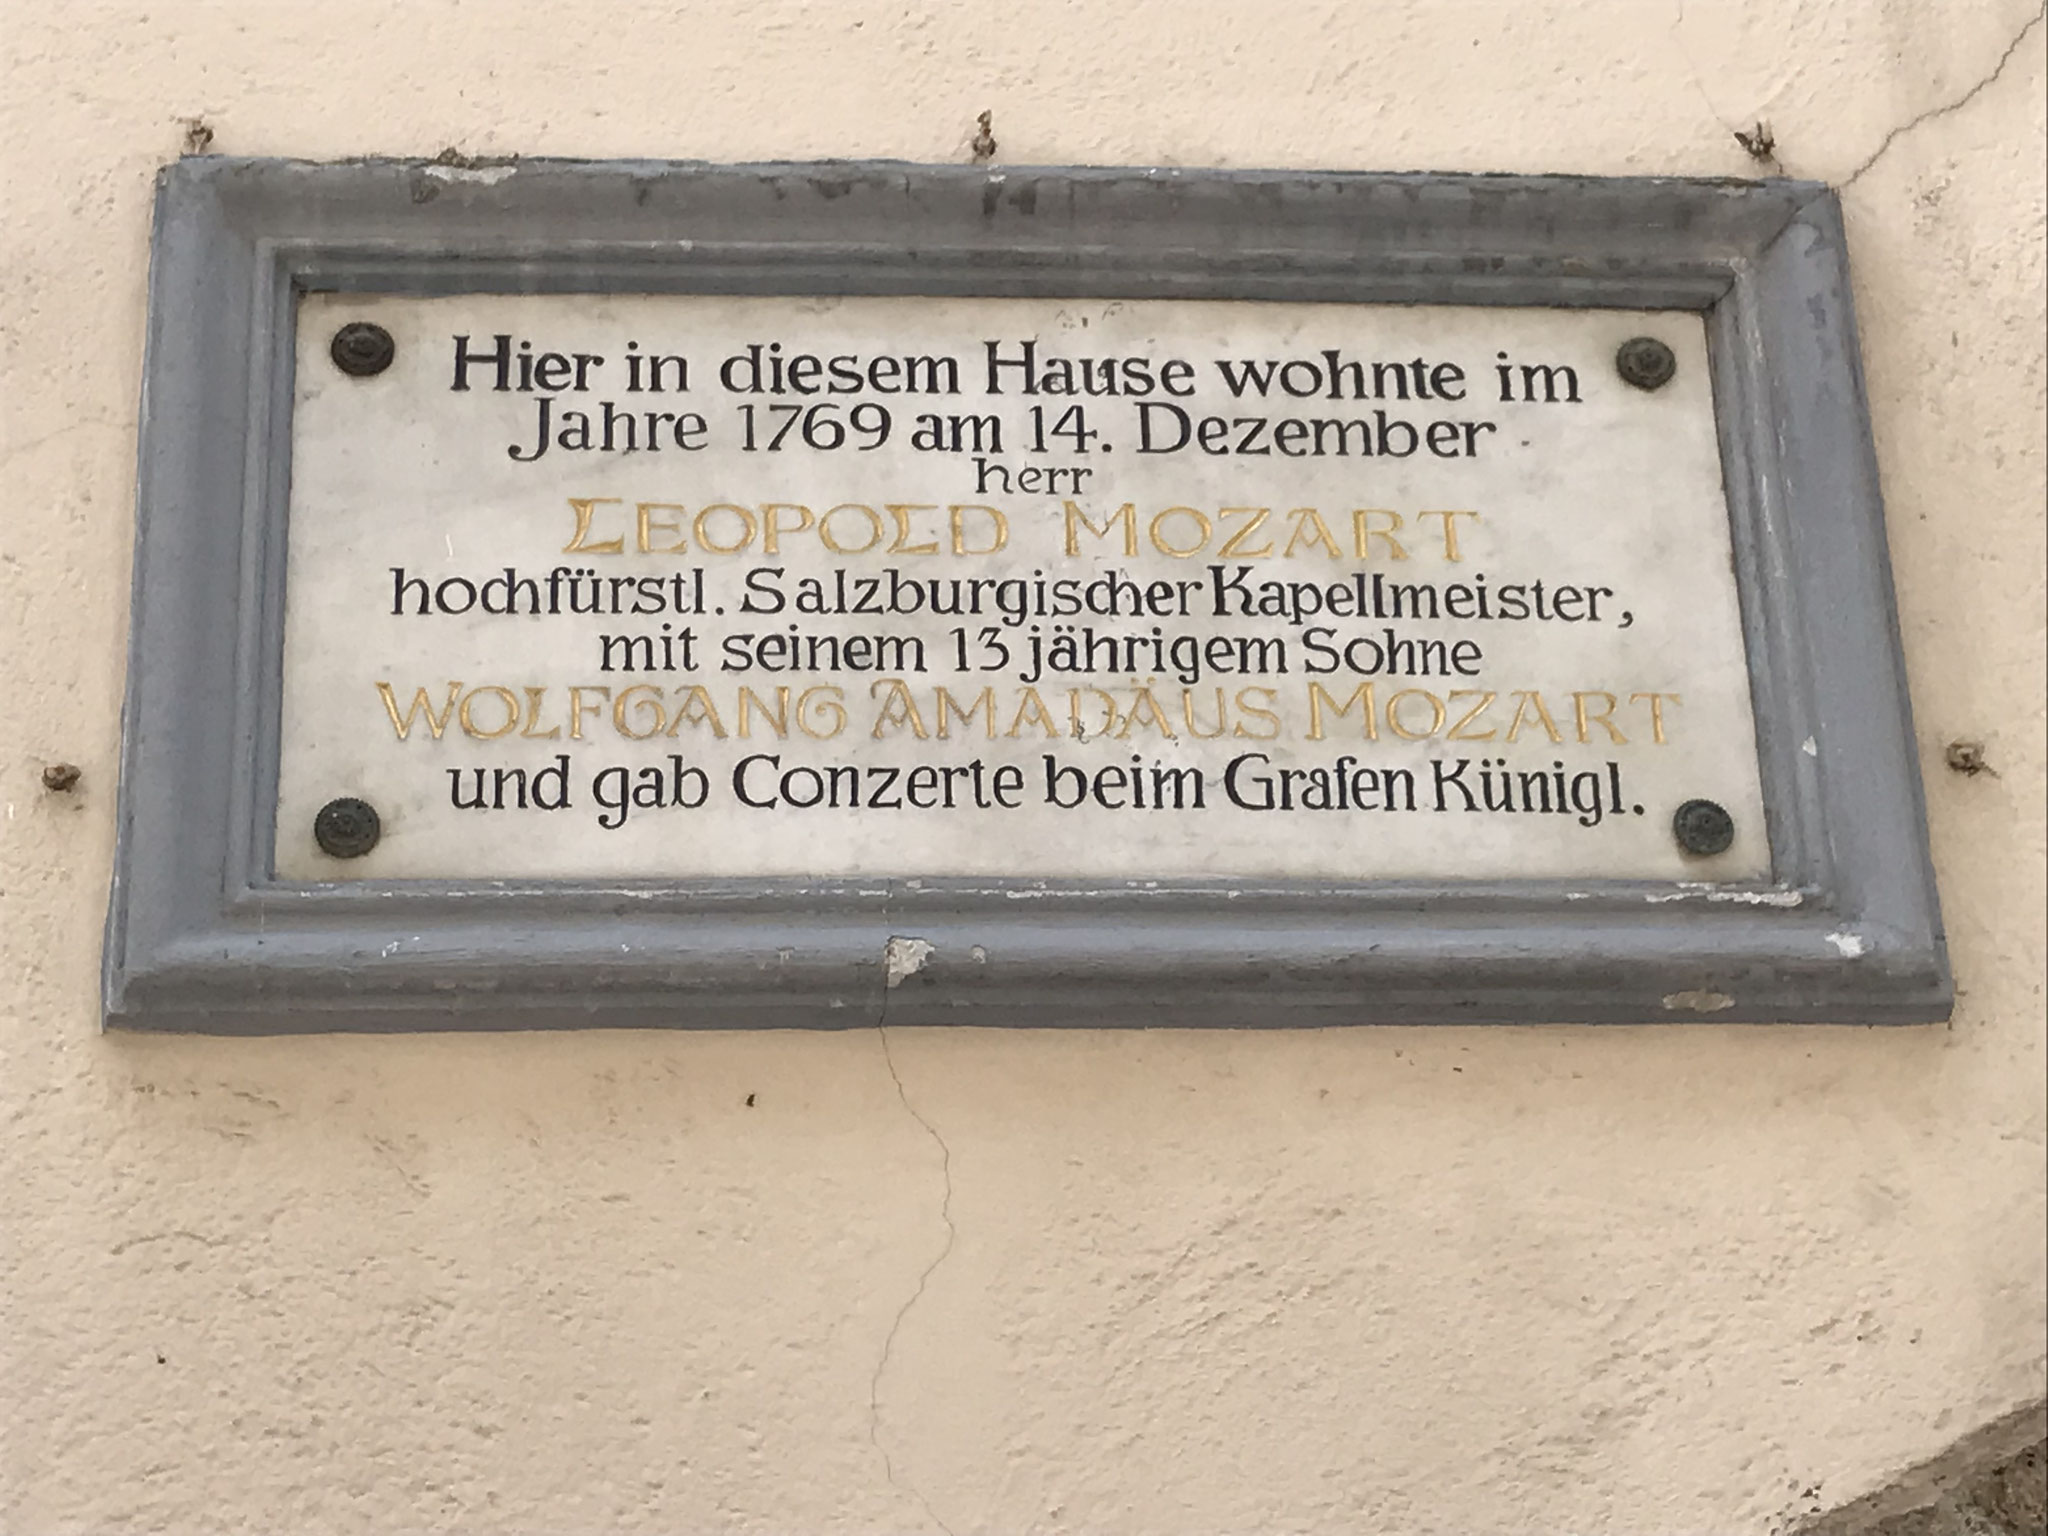 Hier in diesem Hause wohnte im
Jahre 1769 am 14. Dezember
herr
LEOPOLD MOZART
hochfürstl. Salzburgischer Kapellmeister,
mit seinem 13 jährigem Sohne
WOLFGANG AMADÄUS MOZART
und gab Conzerte beim Grafen Künigl.